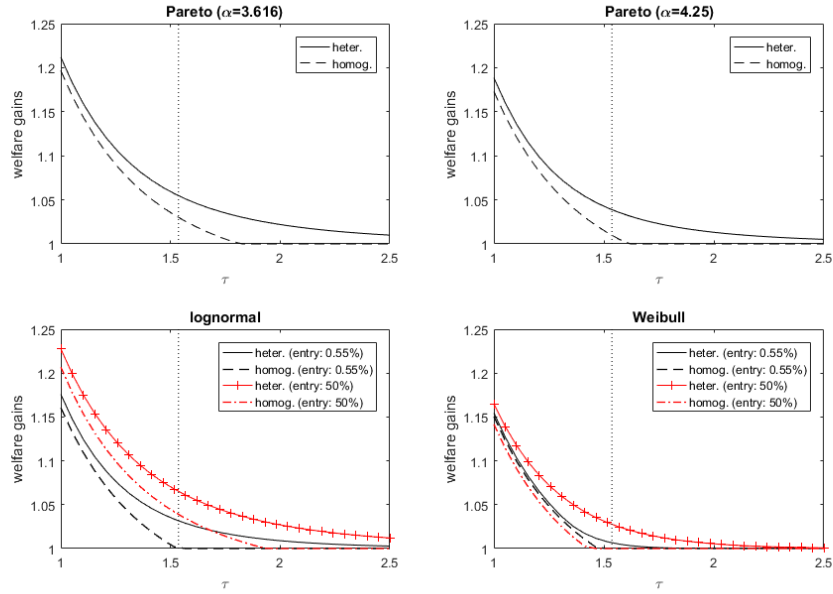 Pareto (α=3.616)
welfare gains
1.25
1.2
1.15
1.1
1.05
1
heter.
homog.
1
1.5
2
2.5
τ
Pareto (α=4.25)
welfare gains
1.25
1.2
1.15
1.1
1.05
1
heter.
homog.
1
1.5
2
2.5
τ
lognormal
welfare gains
1.25
1.2
1.15
1.1
1.05
1
heter. (entry: 0.55%)
homog. (entry: 0.55%)
heter. (entry: 50%)
homog. (entry: 50%)
1
1.5
2
2.5
τ
Weibull
welfare gains
1.25
1.2
1.15
1.1
1.05
1
heter. (entry: 0.55%)
homog. (entry: 0.55%)
heter. (entry: 50%)
homog. (entry: 50%)
1
1.5
2
2.5
τ